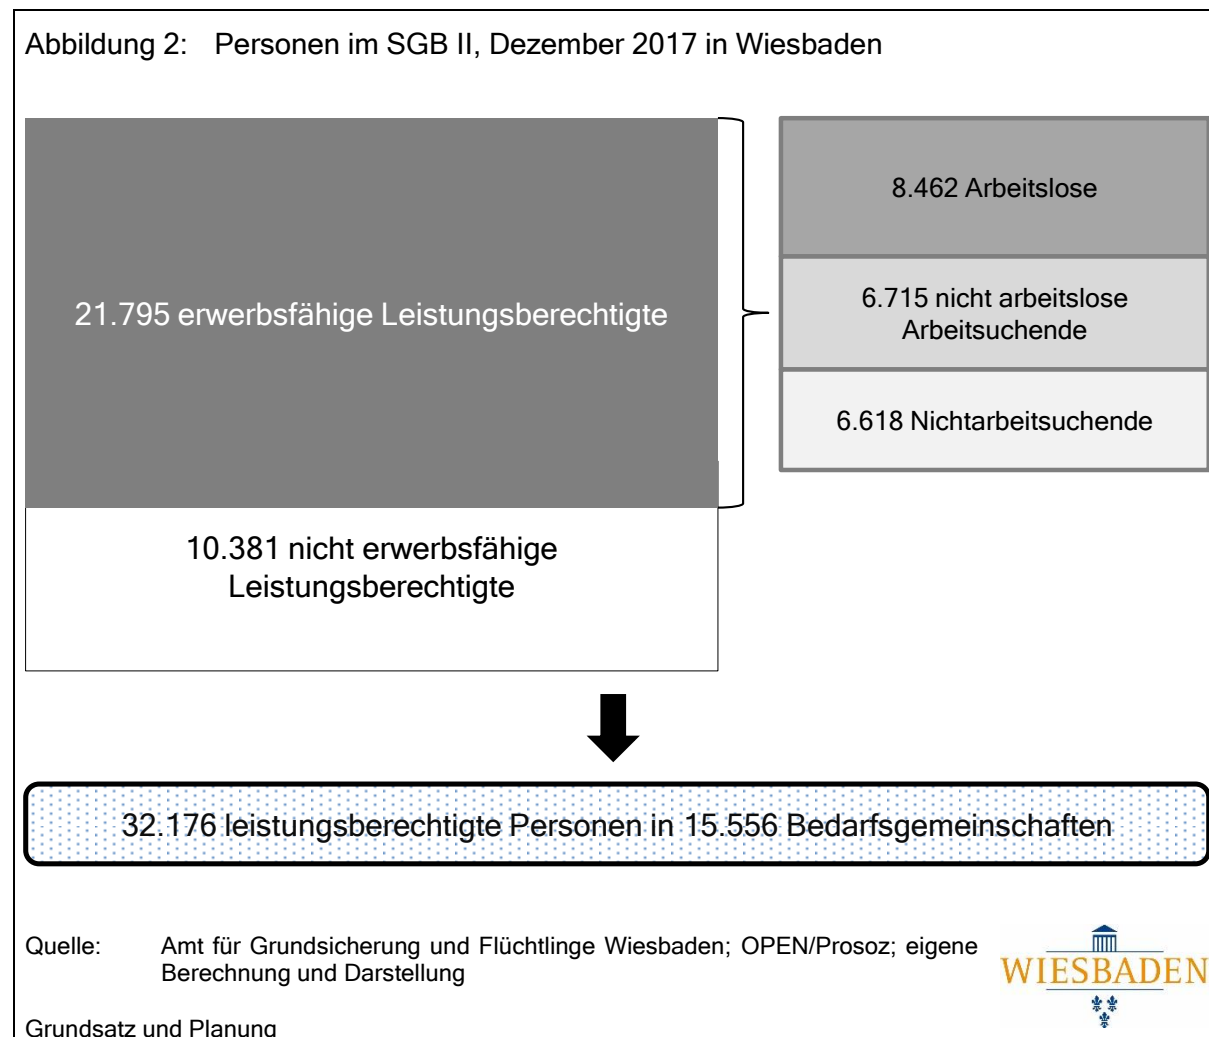 Abbildung 2: Personen im SGB II, Dezember 2017 in Wiesbaden
21.795 erwerbsfähige Leistungsberechtigte
8.462 Arbeitslose
6.715 nicht arbeitslose
Arbeitsuchende
6.618 Nichtarbeitsuchende
10.381 nicht erwerbsfähige
Leistungsberechtigte
32.176 leistungsberechtigte Personen in 15.556 Bedarfsgemeinschaften
Quelle: Amt für Grundsicherung und Flüchtlinge Wiesbaden; OPEN/Prosoz; eigene
Berechnung und Darstellung
WIESBADEN
Grundsatz und Planung